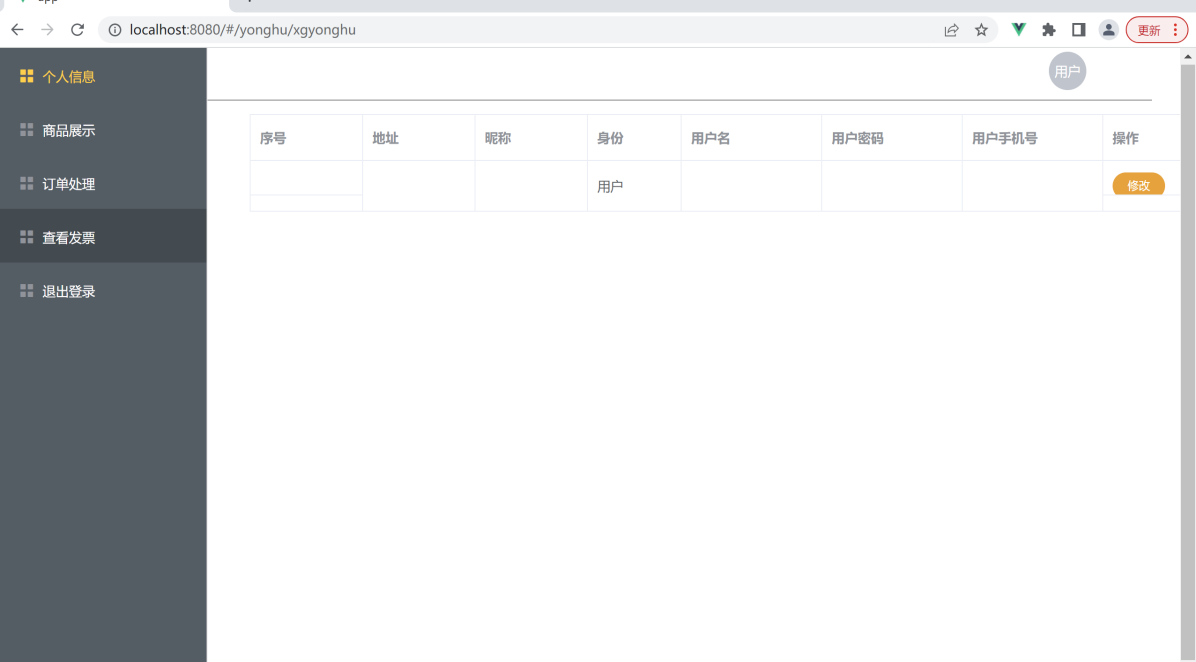 localhost:8080/#/yonghu/xgyonghu
更新
个人信息
用户
商品展示
序号 地址 昵称 身份 用户名 用户密码 用户手机号 操作
订单处理
用户 修改
查看发票
退出登录